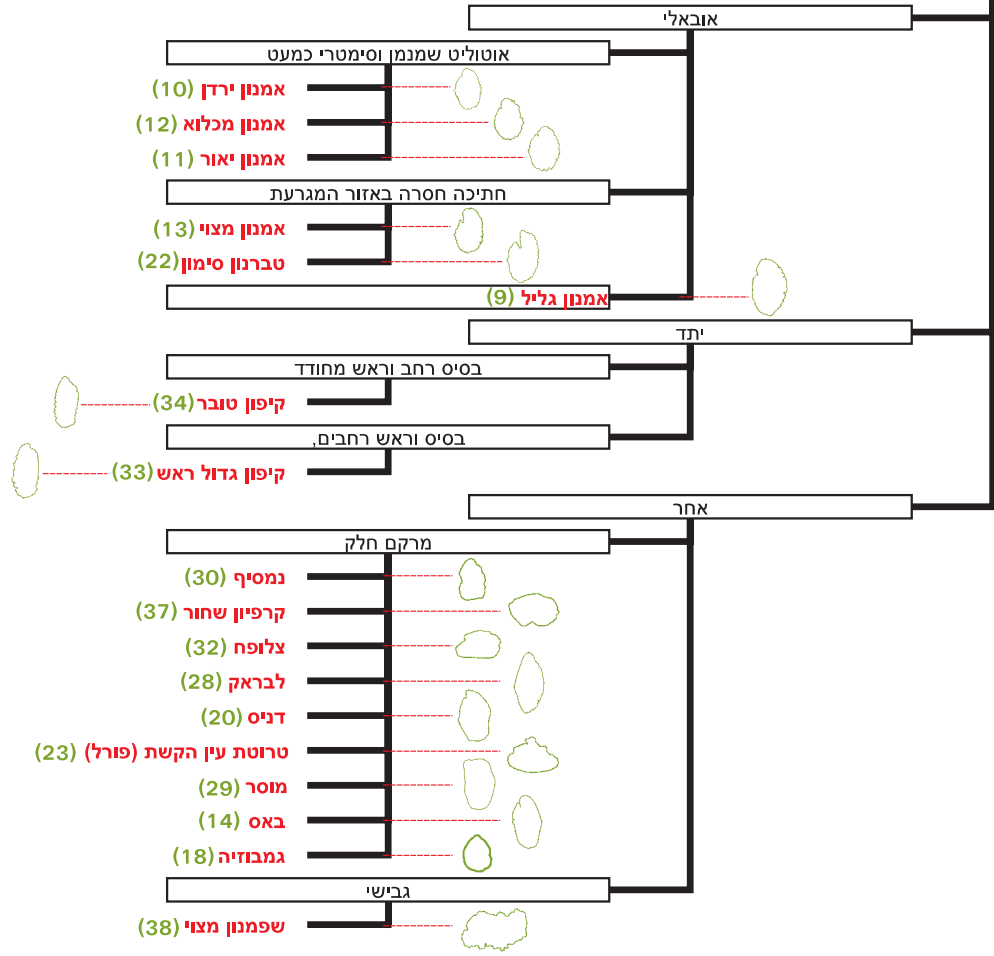 אובאלי
אוטוליט שמנמן וסימטרי כמעט
אמנון ירדן (10)
אמנון מכלוא (12)
אמנון יאור (11)
חתיכה חסרה באזור המגרעת
אמנון מצוי (13)
טברנון סימון (22)
אמנון גליל (9)
יתד
בסיס רחב וראש מחודד
קיפון טובר (34)
בסיס וראש רחבים,
קיפון גדול ראש (33)
אחר
מרקם חלק
נמסיף (30)
קרפיון שחור (37)
צלופח (32)
לבראק (28)
דניס (20)
טרוטת עין הקשת (פורל) (23)
מוסר (29)
באס (14)
גמבוזיה (18)
גבישי
שפמנון מצוי (38)